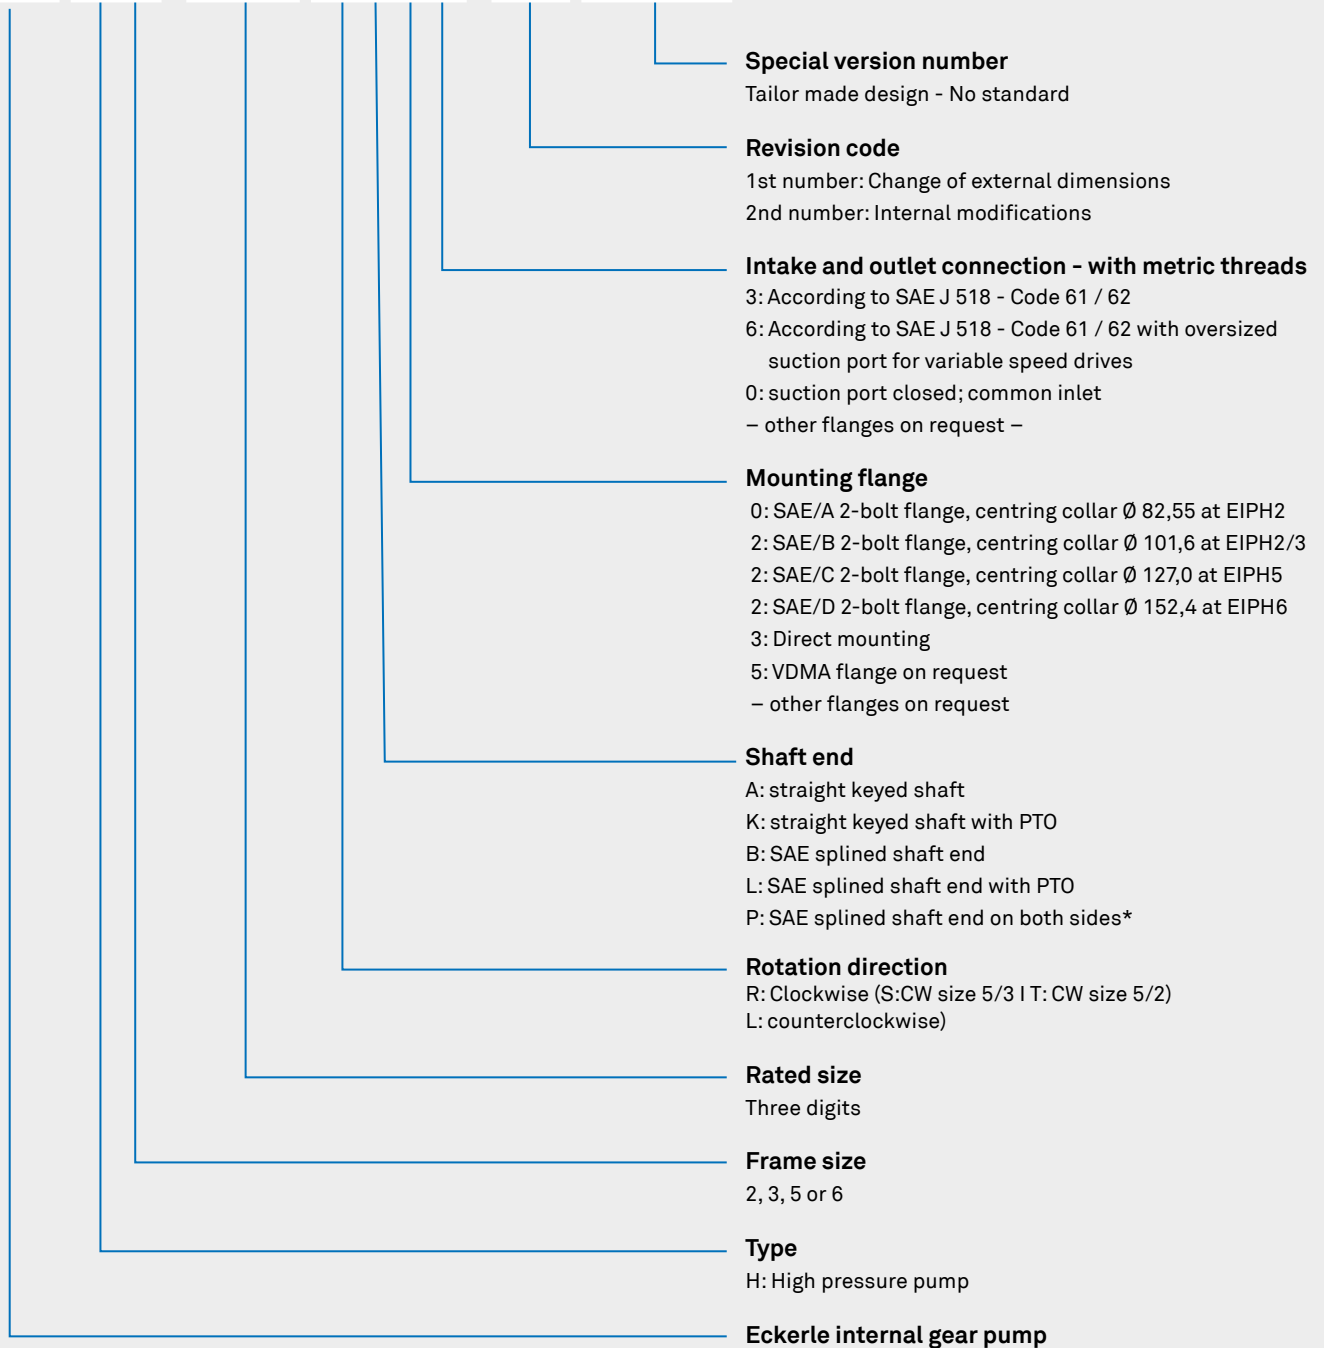 Special version number
Tailor made design - No standard
Revision code
1st number: Change of external dimensions
2nd number: Internal modifications
Intake and outlet connection - with metric threads
3: According to SAE J 518 - Code 61 / 62
6: According to SAE J 518 - Code 61 / 62 with oversized
suction port for variable speed drives
0: suction port closed; common inlet
– other flanges on request –
Mounting flange
0: SAE/A 2-bolt flange, centring collar Ø 82,55 at EIPH2
2: SAE/B 2-bolt flange, centring collar Ø 101,6 at EIPH2/3
2: SAE/C 2-bolt flange, centring collar Ø 127,0 at EIPH5
2: SAE/D 2-bolt flange, centring collar Ø 152,4 at EIPH6
3: Direct mounting
5: VDMA flange on request
– other flanges on request
Shaft end
A: straight keyed shaft
K: straight keyed shaft with PTO
B: SAE splined shaft end
L: SAE splined shaft end with PTO
P: SAE splined shaft end on both sides*
Rotation direction
R: Clockwise (S:CW size 5/3 I T: CW size 5/2)
L: counterclockwise)
Rated size
Three digits
Frame size
2, 3, 5 or 6
Type
H: High pressure pump
Eckerle internal gear pump